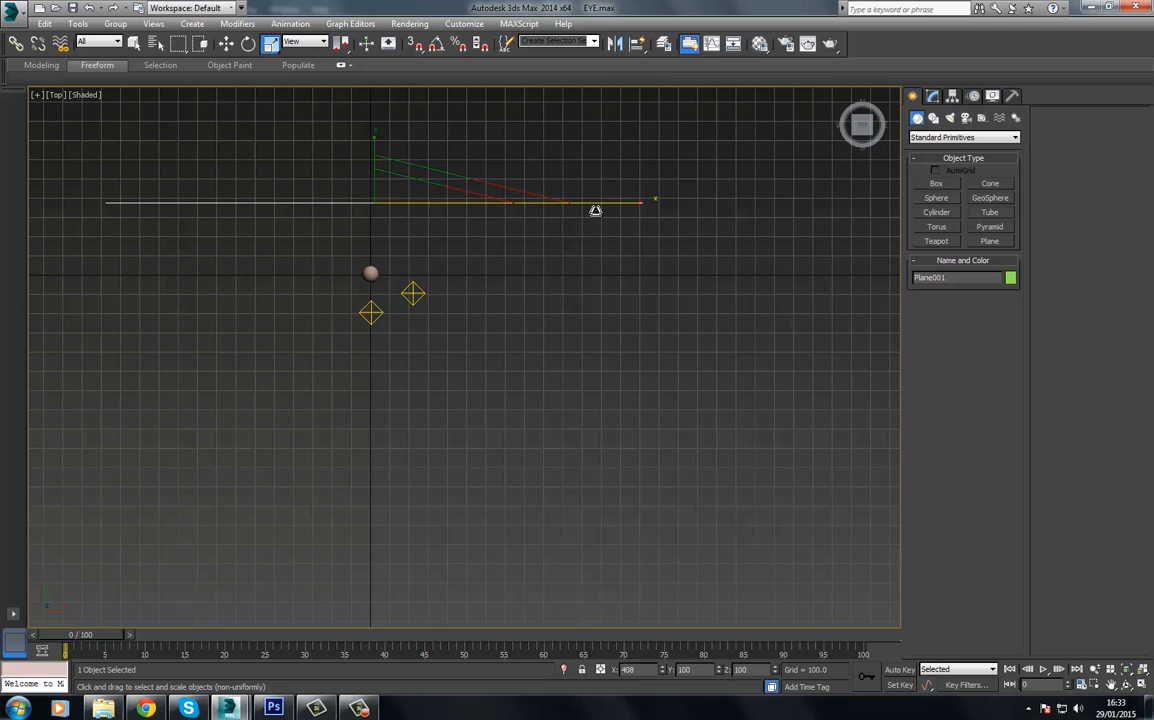 Workspace: Default
Autodesk 3ds Max 2014 x64 EYE.max
Type a keyword or phrase
Edit Tools Group Views Create Modifiers Animation Graph Editors Rendering Customize MAXScript Help
All View Create Selection Se
Modeling Freeform Selection Object Paint Populate
[+] [Top] [Shaded]
Standard Primitives
- Object Type
AutoGrid
Box Cone
Sphere GeoSphere
Cylinder Tube
Torus Pyramid
Teapot Plane
- Name and Color
Plane001
x
0 / 100
0 5 10 15 20 25 30 35 40 45 50 55 60 65 70 75 80 85 90 95 100
1 Object Selected X: 408 Y: 100 Z: 100 Grid = 100.0 Auto Key Selected
Welcome to M Click and drag to select and scale objects (non-uniformly) Add Time Tag Set Key Key Filters... 0
16:33
29/01/2015